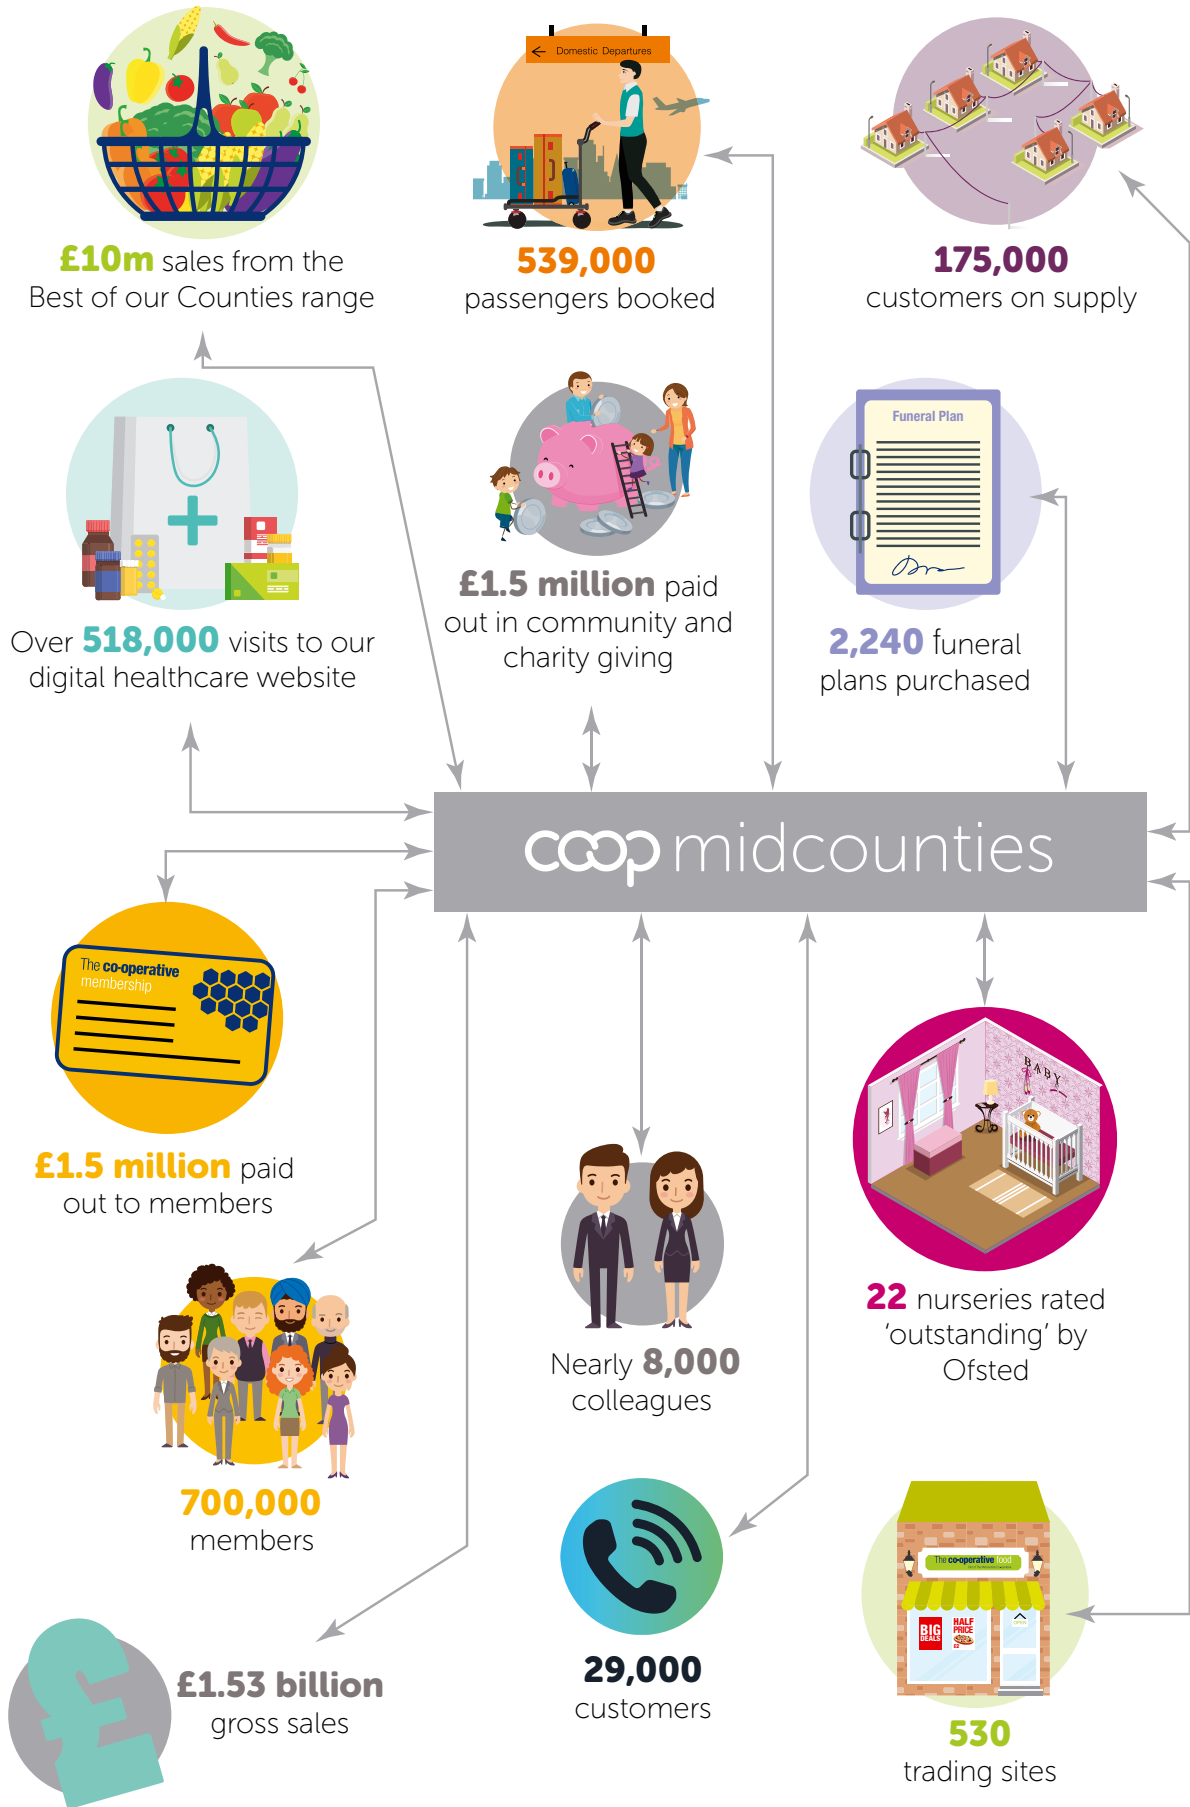 Domestic Departures
£10m sales from the
Best of our Counties range
539,000
passengers booked
175,000
customers on supply
Funeral Plan
Over 518,000 visits to our
digital healthcare website
£1.5 million paid
out in community and
charity giving
2,240 funeral
plans purchased
coop midcounties
The co-operative
membership
£1.5 million paid
out to members
BABY
22 nurseries rated
‘outstanding’ by
Ofsted
Nearly 8,000
colleagues
700,000
members
The co-operative food
OPEN
BIG
DEALS
HALF
PRICE
£2
£1.53 billion
gross sales
29,000
customers
530
trading sites